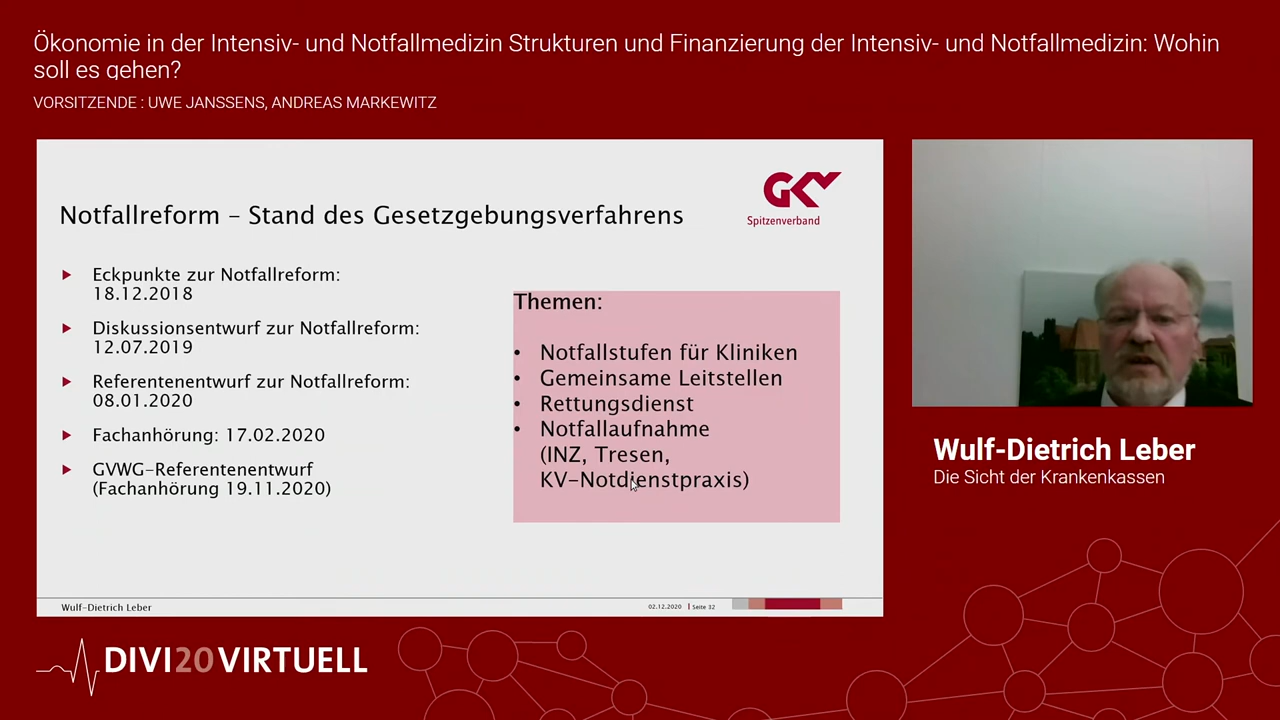 Ökonomie in der Intensiv- und Notfallmedizin Strukturen und Finanzierung der Intensiv- und Notfallmedizin: Wohin
soll es gehen?
VORSITZENDE : UWE JANSSENS, ANDREAS MARKEWITZ
GKV
Spitzenverband
Notfallreform – Stand des Gesetzgebungsverfahrens
Eckpunkte zur Notfallreform:
18.12.2018
Diskussionsentwurf zur Notfallreform:
12.07.2019
Referentenentwurf zur Notfallreform:
08.01.2020
Fachanhörung: 17.02.2020
GVWG-Referentenentwurf
(Fachanhörung 19.11.2020)
Themen:
• Notfallstufen für Kliniken
• Gemeinsame Leitstellen
• Rettungsdienst
• Notfallaufnahme
(INZ, Tresen,
KV-Notdienstpraxis)
Wulf-Dietrich Leber
02.12.2020 | Seite 32
Wulf-Dietrich Leber
Die Sicht der Krankenkassen
DIVI20VIRTUELL